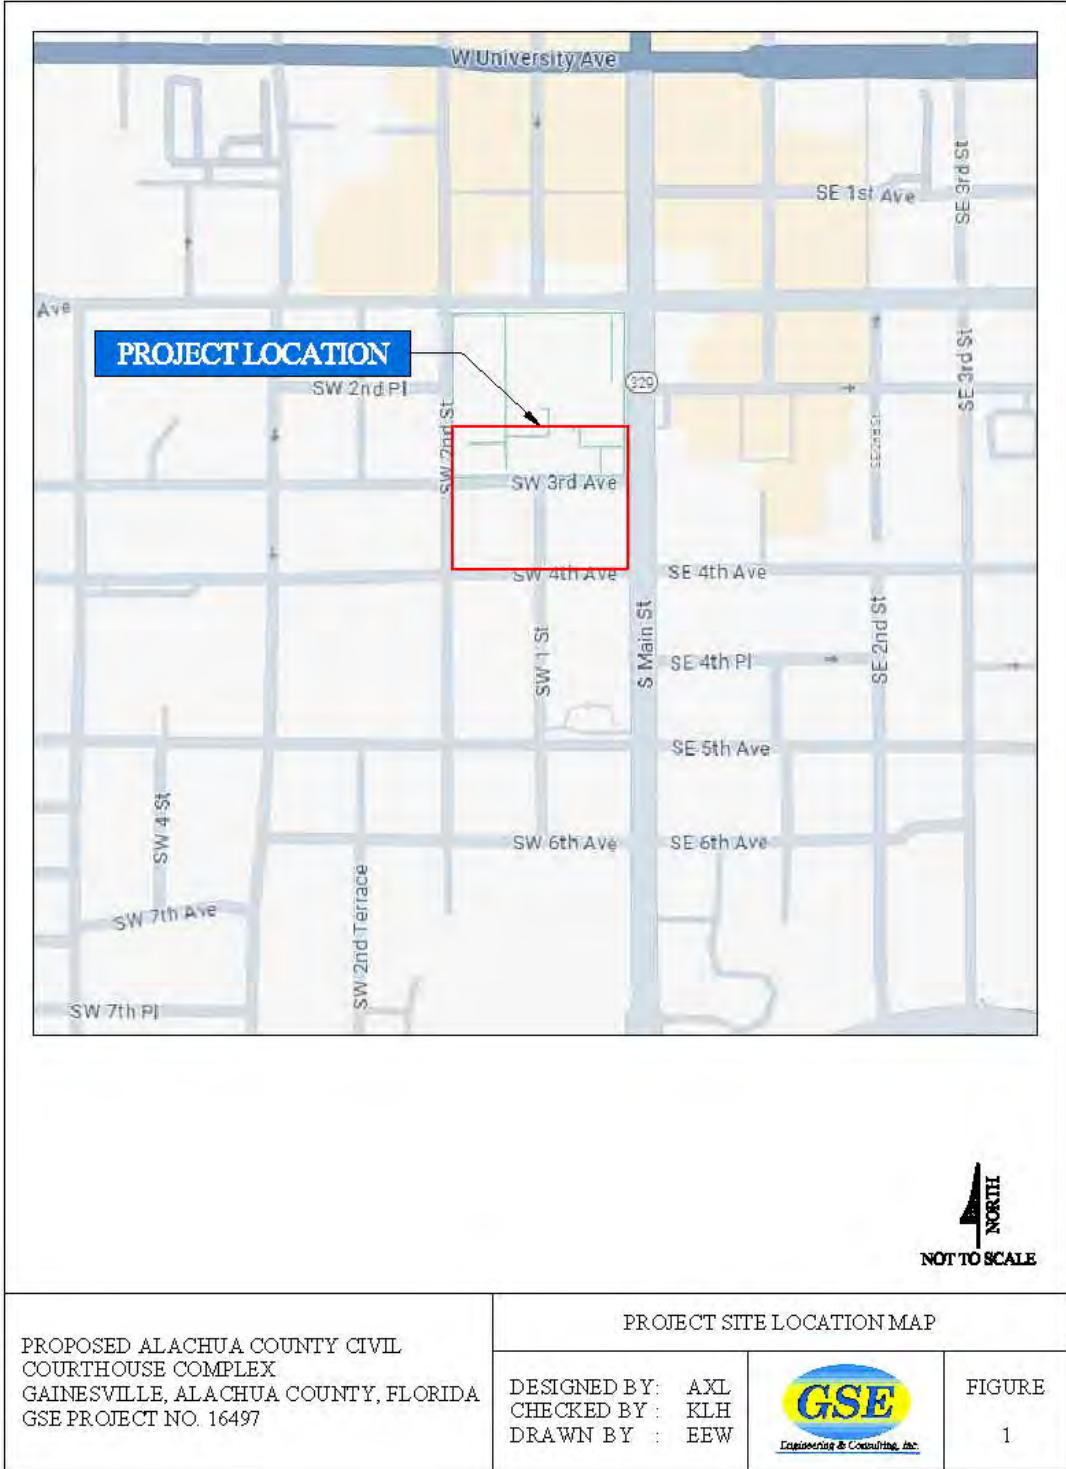 W University Ave
SE 1st Ave
SE 3rd St
Ave
PROJECT LOCATION
SW 2nd Pl
329
SE 3rd St
SW 2nd St
SE 2nd St
SW 3rd Ave
SW 4th Ave
SE 4th Ave
SW 1 St
S Main St
SE 4th Pl
SE 2nd St
SE 5th Ave
SW 4 St
SW 6th Ave
SE 6th Ave
SW 7th Ave
SW 2nd Terrace
SW 7th Pl
NORTH
NOT TO SCALE
PROPOSED ALACHUA COUNTY CIVIL
COURTHOUSE COMPLEX
GAINESVILLE, ALACHUA COUNTY, FLORIDA
GSE PROJECT NO. 16497
PROJECT SITE LOCATION MAP
DESIGNED BY: AXL
CHECKED BY : KLH
DRAWN BY : EEW
GSE
Engineering & Consulting, Inc.
FIGURE
1